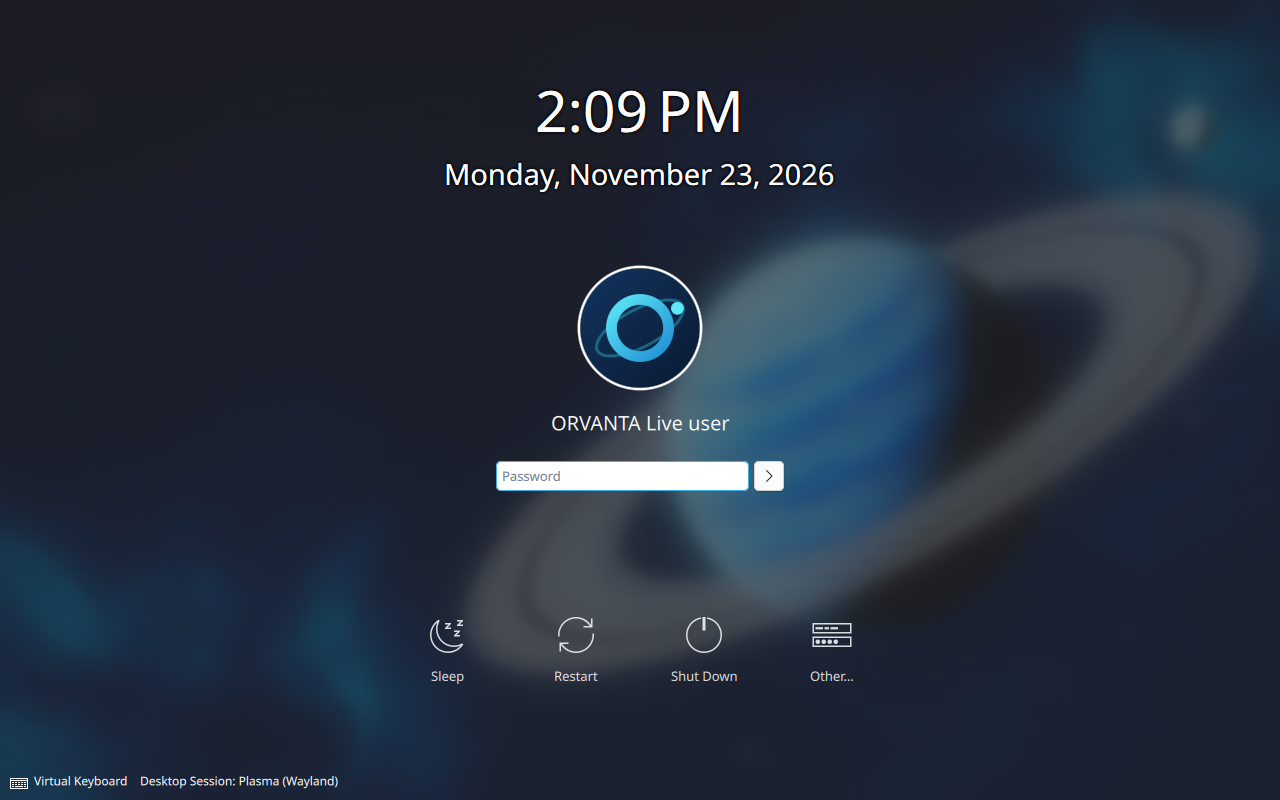 2:09 PM
Monday, November 23, 2026
ORVANTA Live user
Password
Sleep
Restart
Shut Down
Other...
Virtual Keyboard
Desktop Session: Plasma (Wayland)